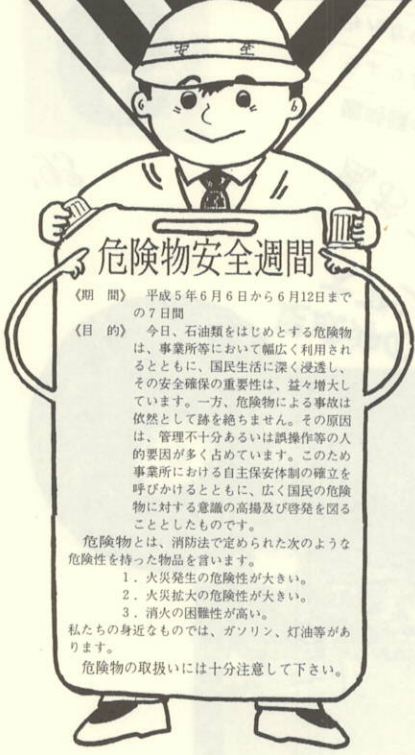 安 全
危険物安全週間
《期　間》　平成5年6月6日から6月12日まで
の7日間
《目　的》　今日、石油類をはじめとする危険物
は、事業所等において幅広く利用され
るとともに、国民生活に深く浸透し、
その安全確保の重要性は、益々増大し
ています。一方、危険物による事故は
依然として跡を絶ちません。その原因
は、管理不十分あるいは誤操作等の人
的要因が多く占めています。このため
事業所における自主保安体制の確立を
呼びかけるとともに、広く国民の危険
物に対する意識の高揚及び啓発を図る
こととしたものです。
危険物とは、消防法で定められた次のような
危険性を持った物品を言います。
1．火災発生の危険性が大きい。
2．火災拡大の危険性が大きい。
3．消火の困難性が高い。
私たちの身近なものでは、ガソリン、灯油等があ
ります。
危険物の取扱いには十分注意して下さい。